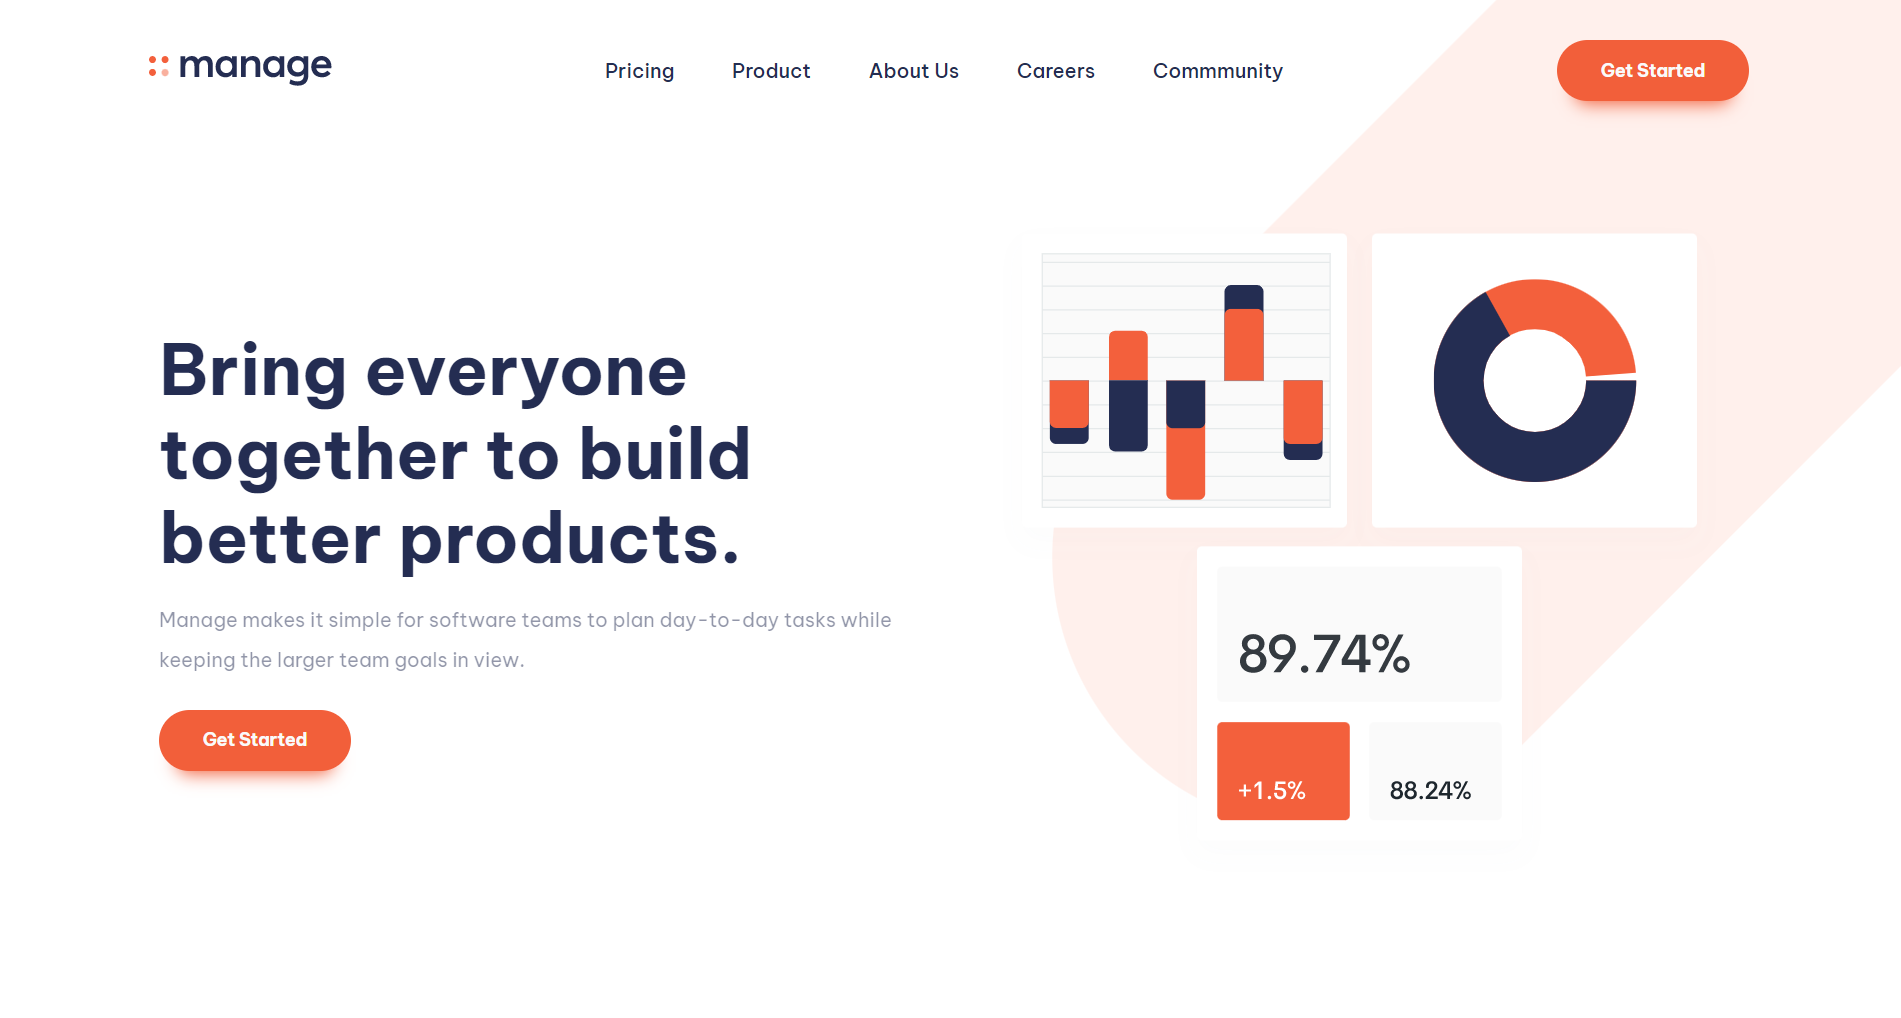 manage
Pricing
Product
About Us
Careers
Commmunity
Get Started
Bring everyone
together to build
better products.
Manage makes it simple for software teams to plan day-to-day tasks while
keeping the larger team goals in view.
Get Started
89.74%
+1.5%
88.24%